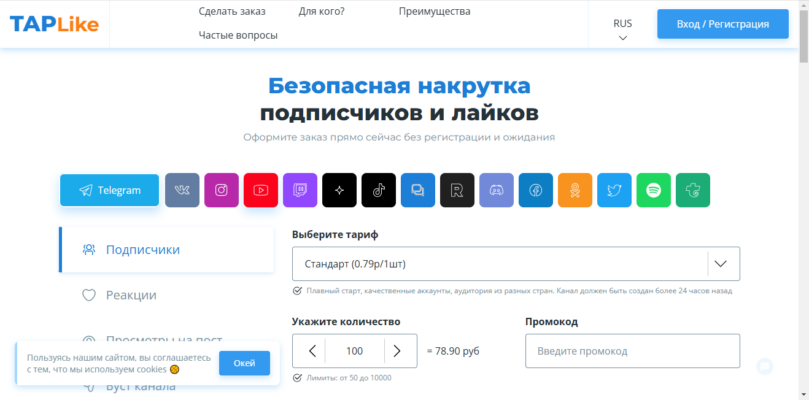 TAPLike
Сделать заказ
Для кого?
Преимущества
Частые вопросы
RUS
Вход / Регистрация
Безопасная накрутка
подписчиков и лайков
Оформите заказ прямо сейчас без регистрации и ожидания
Telegram
Подписчики
Реакции
Просмотры на пост
Буст канала
Выберите тариф
Стандарт (0.79р/1шт)
Плавный старт, качественные аккаунты, аудитория из разных стран. Канал должен быть создан более 24 часов назад
Укажите количество
100
= 78.90 руб
Лимиты: от 50 до 10000
Промокод
Введите промокод
Пользуясь нашим сайтом, вы соглашаетесь
с тем, что мы используем cookies
Окей